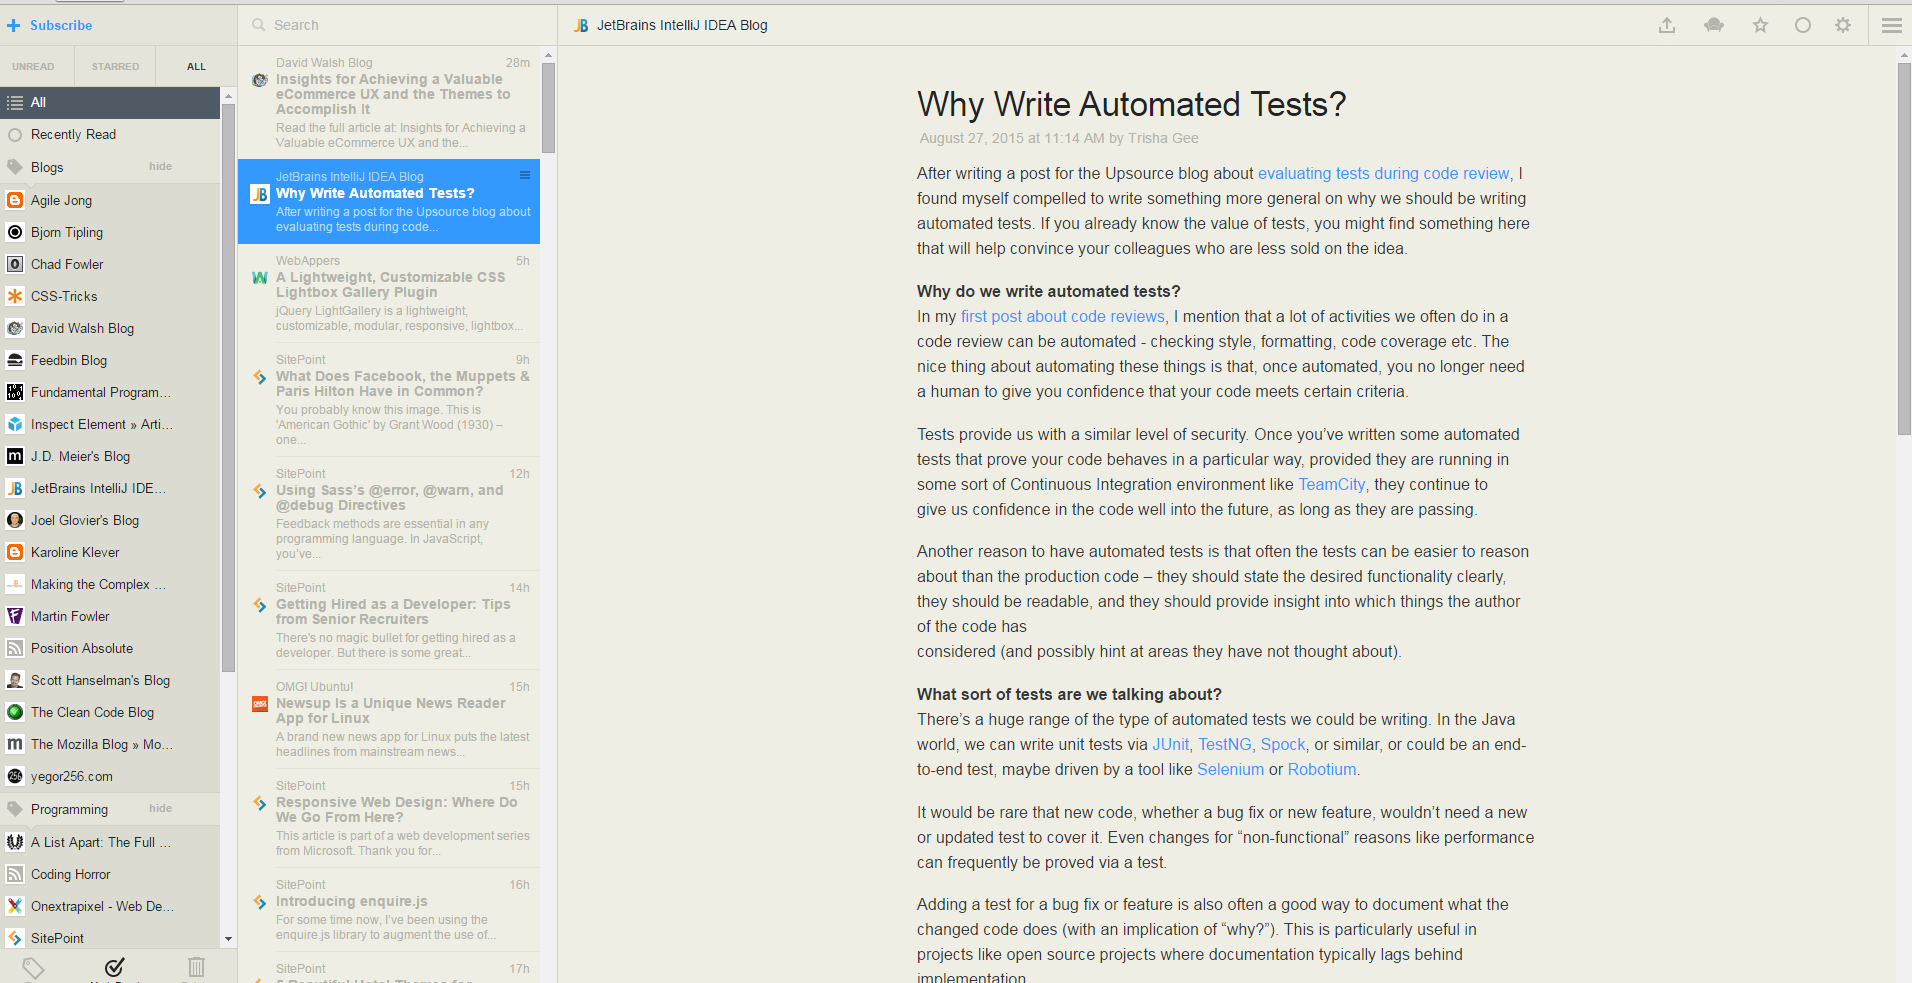 Subscribe
UNREAD
STARRED
ALL
All
Recently Read
Blogs
hide
Agile Jong
Bjorn Tipling
Chad Fowler
CSS-Tricks
David Walsh Blog
Feedbin Blog
Fundamental Program...
Inspect Element » Arti...
J.D. Meier's Blog
JetBrains IntelliJ IDE...
Joel Glovier's Blog
Karoline Klever
Making the Complex ...
Martin Fowler
Position Absolute
Scott Hanselman's Blog
The Clean Code Blog
The Mozilla Blog » Mo...
yegor256.com
Programming
hide
A List Apart: The Full ...
Coding Horror
Onextrapixel - Web De...
SitePoint
Search
David Walsh Blog
28m
Insights for Achieving a Valuable
eCommerce UX and the Themes to
Accomplish It
Read the full article at: Insights for Achieving a
Valuable eCommerce UX and the...
JetBrains IntelliJ IDEA Blog
Why Write Automated Tests?
After writing a post for the Upsource blog about
evaluating tests during code...
WebAppers
5h
A Lightweight, Customizable CSS
Lightbox Gallery Plugin
jQuery LightGallery is a lightweight,
customizable, modular, responsive, lightbox...
SitePoint
9h
What Does Facebook, the Muppets &
Paris Hilton Have in Common?
You probably know this image. This is
'American Gothic' by Grant Wood (1930) –
one...
SitePoint
12h
Using Sass's @error, @warn, and
@debug Directives
Feedback methods are essential in any
programming language. In JavaScript,
you've...
SitePoint
14h
Getting Hired as a Developer: Tips
from Senior Recruiters
There's no magic bullet for getting hired as a
developer. But there is some great...
OMG! Ubuntu!
15h
Newsup Is a Unique News Reader
App for Linux
A brand new news app for Linux puts the latest
headlines from mainstream news...
SitePoint
15h
Responsive Web Design: Where Do
We Go From Here?
This article is part of a web development series
from Microsoft. Thank you for...
SitePoint
16h
Introducing enquire.js
For some time now, I've been using the
enquire.js library to augment the use of...
SitePoint
17h
JetBrains IntelliJ IDEA Blog
Why Write Automated Tests?
August 27, 2015 at 11:14 AM by Trisha Gee
After writing a post for the Upsource blog about evaluating tests during code review, I
found myself compelled to write something more general on why we should be writing
automated tests. If you already know the value of tests, you might find something here
that will help convince your colleagues who are less sold on the idea.
Why do we write automated tests?
In my first post about code reviews, I mention that a lot of activities we often do in a
code review can be automated - checking style, formatting, code coverage etc. The
nice thing about automating these things is that, once automated, you no longer need
a human to give you confidence that your code meets certain criteria.
Tests provide us with a similar level of security. Once you've written some automated
tests that prove your code behaves in a particular way, provided they are running in
some sort of Continuous Integration environment like TeamCity, they continue to
give us confidence in the code well into the future, as long as they are passing.
Another reason to have automated tests is that often the tests can be easier to reason
about than the production code – they should state the desired functionality clearly,
they should be readable, and they should provide insight into which things the author
of the code has
considered (and possibly hint at areas they have not thought about).
What sort of tests are we talking about?
There's a huge range of the type of automated tests we could be writing. In the Java
world, we can write unit tests via JUnit, TestNG, Spock, or similar, or could be an end-
to-end test, maybe driven by a tool like Selenium or Robotium.
It would be rare that new code, whether a bug fix or new feature, wouldn't need a new
or updated test to cover it. Even changes for “non-functional” reasons like performance
can frequently be proved via a test.
Adding a test for a bug fix or feature is also often a good way to document what the
changed code does (with an implication of “why?”). This is particularly useful in
projects like open source projects where documentation typically lags behind
implementation